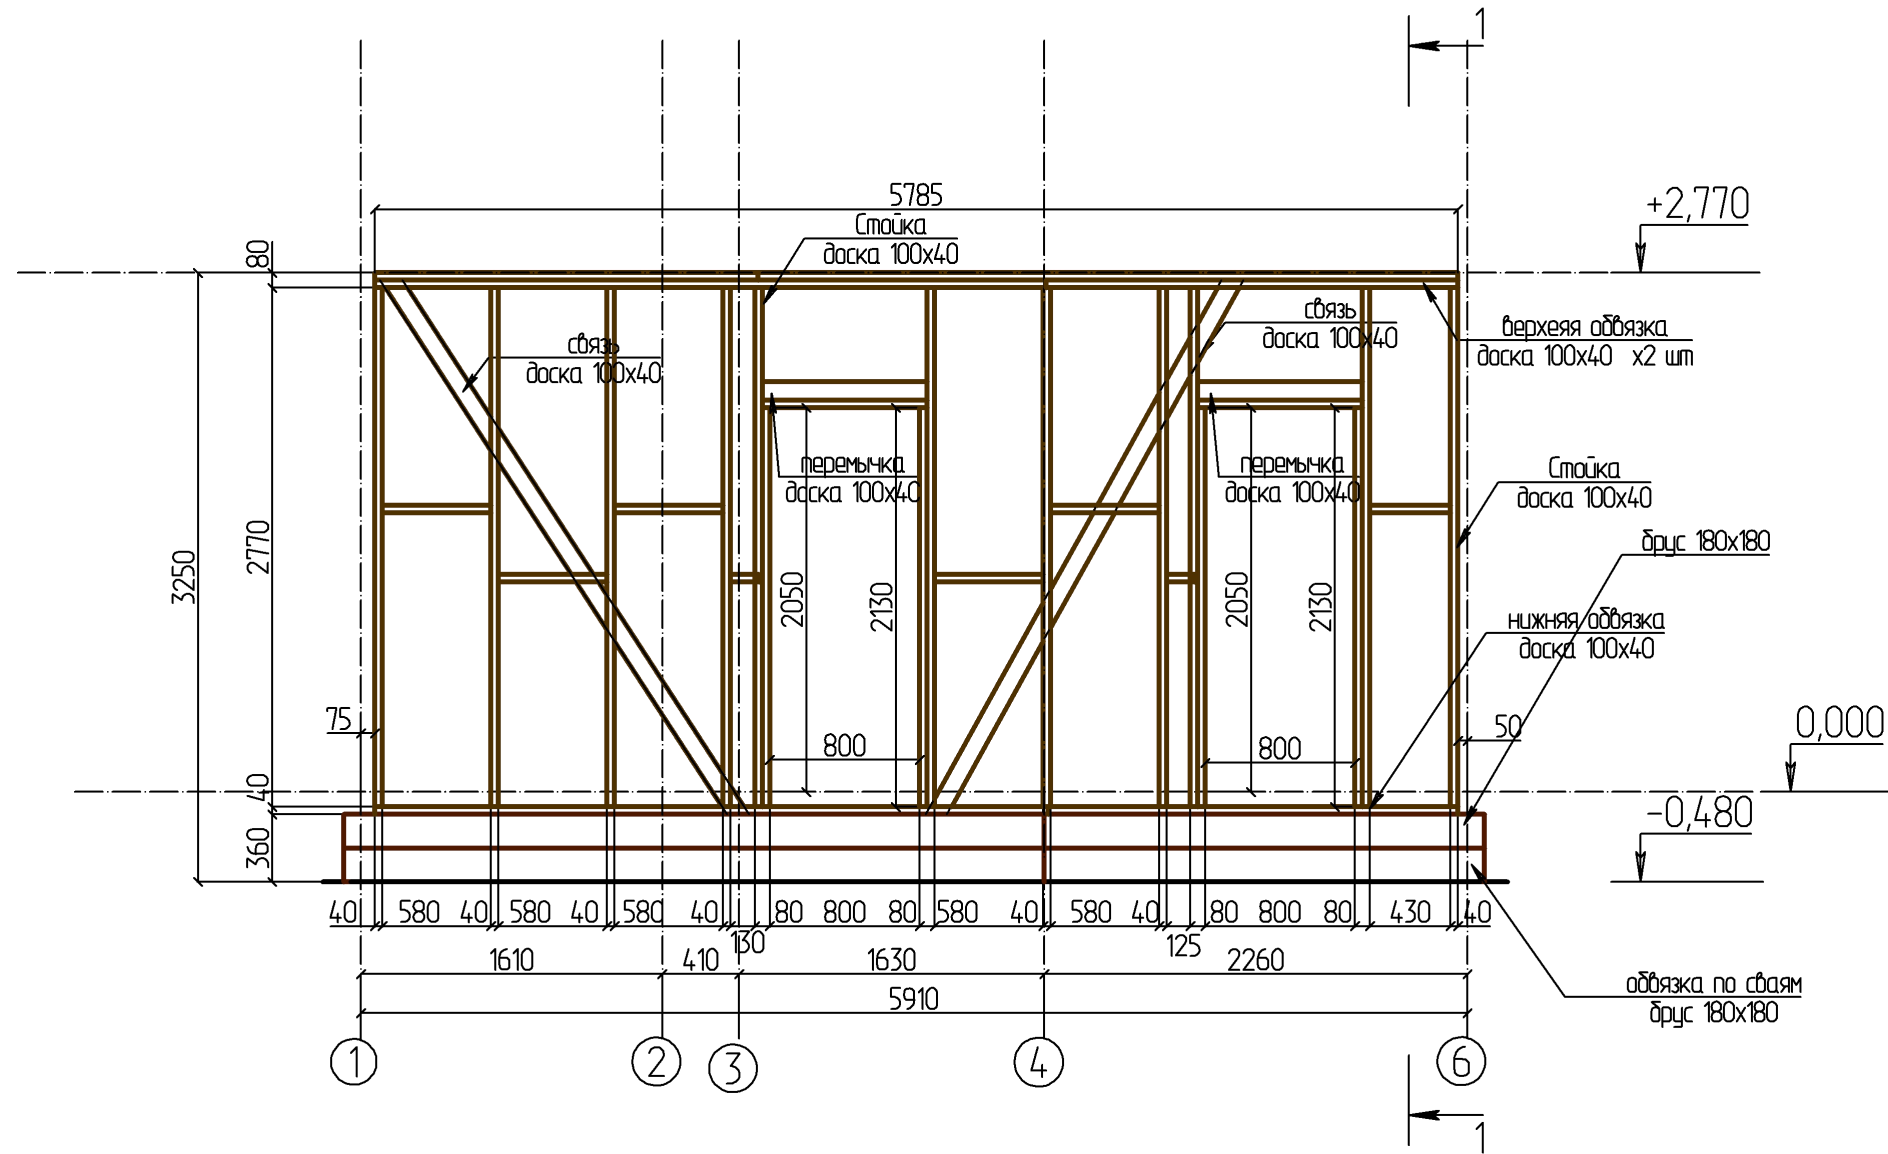 1
5785
+2,770
Стойка
доска 100х40
80
связь
доска 100х40
связь
доска 100х40
верхеяя обвязка
доска 100х40 х2 шт
перемычка
доска 100х40
перемычка
доска 100х40
Стойка
доска 100х40
брус 180х180
3250
2770
2050
2130
2050
2130
нижняя обвязка
доска 100х40
75
800
800
50
0,000
40
-0,480
360
40 580 40 580 40 580 40 80 800 80 580 40 580 40 80 800 80 430 40
130
125
1610 410 1630 2260
5910
обвязка по сваям
брус 180х180
1 2 3 4 6
1